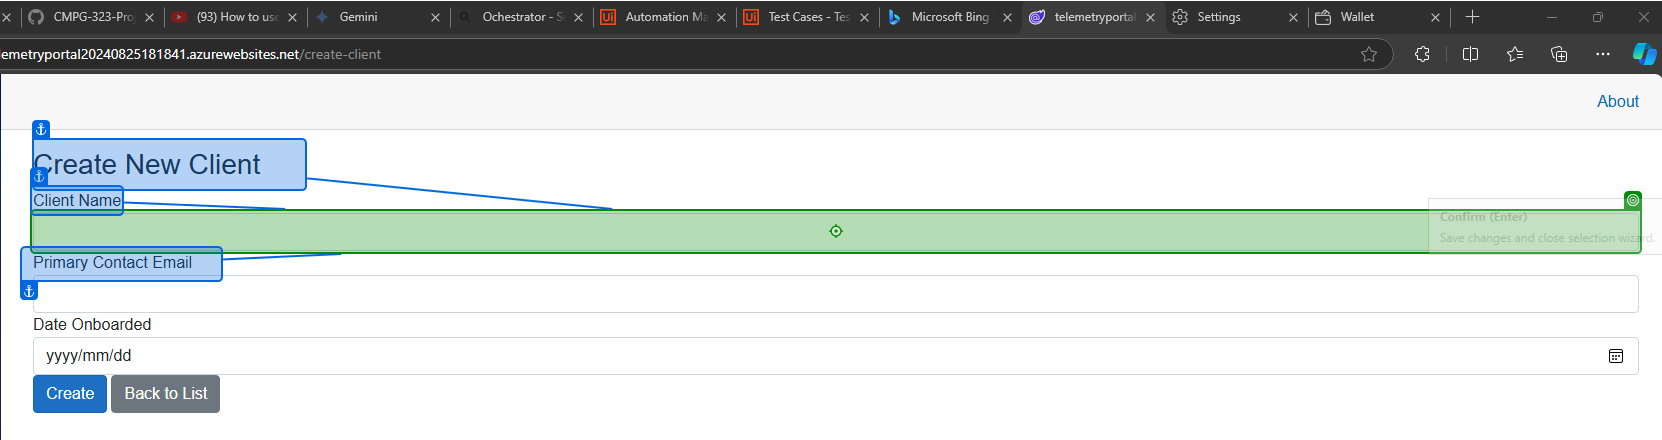 CMPG-323-Proj
(93) How to use
Gemini
Ochestrator - S
Automation Ma
Test Cases - Tes
Microsoft Bing
telemetryportal
Settings
Wallet
lemetryportal20240825181841.azurewebsites.net/create-client
About
Create New Client
Client Name
Confirm (Enter)
Save changes and close selection wizard.
Primary Contact Email
Date Onboarded
yyyy/mm/dd
Create
Back to List